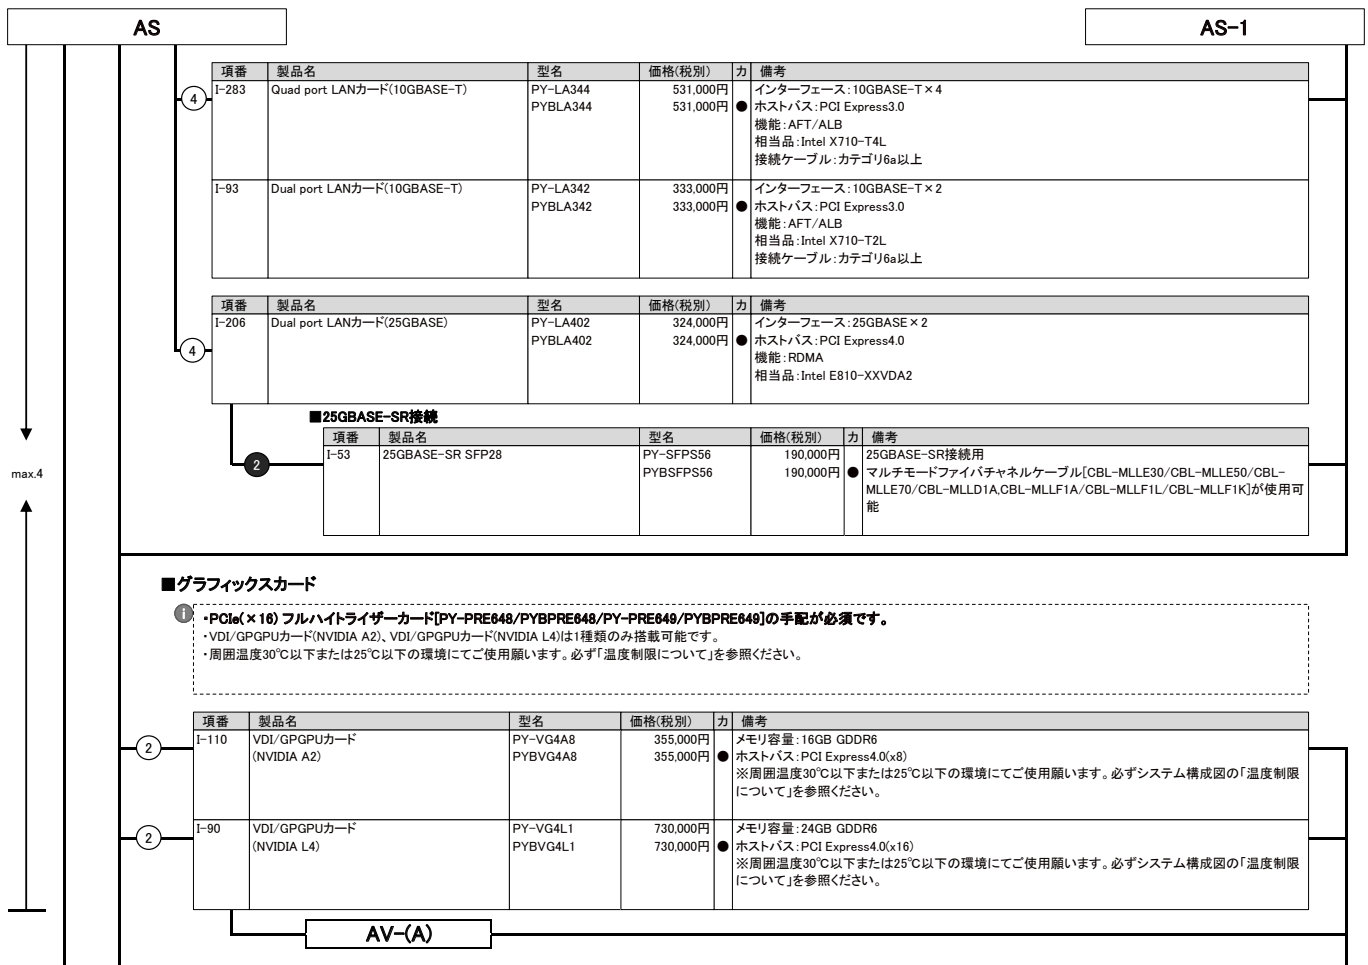 AS
AS-1
項番 製品名 型名 価格(税別) カ 備考
I-283 Quad port LANカード(10GBASE-T) PY-LA344 531,000円 インターフェース:10GBASE-T×4
PYBLA344 531,000円 ● ホストバス:PCI Express3.0
機能:AFT/ALB
相当品:Intel X710-T4L
接続ケーブル:カテゴリ6a以上
4
I-93 Dual port LANカード(10GBASE-T) PY-LA342 333,000円 インターフェース:10GBASE-T×2
PYBLA342 333,000円 ● ホストバス:PCI Express3.0
機能:AFT/ALB
相当品:Intel X710-T2L
接続ケーブル:カテゴリ6a以上
項番 製品名 型名 価格(税別) カ 備考
I-206 Dual port LANカード(25GBASE) PY-LA402 324,000円 インターフェース:25GBASE×2
PYBLA402 324,000円 ● ホストバス:PCI Express4.0
4
機能:RDMA
相当品:Intel E810-XXVDA2
■25GBASE-SR接続
項番 製品名 型名 価格(税別) カ 備考
I-53 25GBASE-SR SFP28 PY-SFPS56 190,000円 25GBASE-SR接続用
2
PYBSFPS56 190,000円 ● マルチモードファイバチャネルケーブル[CBL-MLLE30/CBL-MLLE50/CBL-
MLLE70/CBL-MLLD1A,CBL-MLLF1A/CBL-MLLF1L/CBL-MLLF1K]が使用可
能
max.4
■グラフィックスカード
i
・PCIe(×16) フルハイトライザーカード[PY-PRE648/PYBPRE648/PY-PRE649/PYBPRE649]の手配が必須です。
・VDI/GPGPUカード(NVIDIA A2)、VDI/GPGPUカード(NVIDIA L4)は1種類のみ搭載可能です。
・周囲温度30℃以下または25℃以下の環境にてご使用願います。必ず「温度制限について」を参照ください。
項番 製品名 型名 価格(税別) カ 備考
I-110 VDI/GPGPUカード PY-VG4A8 355,000円 メモリ容量:16GB GDDR6
2
(NVIDIA A2) PYBVG4A8 355,000円 ● ホストバス:PCI Express4.0(x8)
※周囲温度30℃以下または25℃以下の環境にてご使用願います。必ずシステム構成図の「温度制限
について」を参照ください。
I-90 VDI/GPGPUカード PY-VG4L1 730,000円 メモリ容量:24GB GDDR6
2
(NVIDIA L4) PYBVG4L1 730,000円 ● ホストバス:PCI Express4.0(x16)
※周囲温度30℃以下または25℃以下の環境にてご使用願います。必ずシステム構成図の「温度制限
について」を参照ください。
AV-(A)